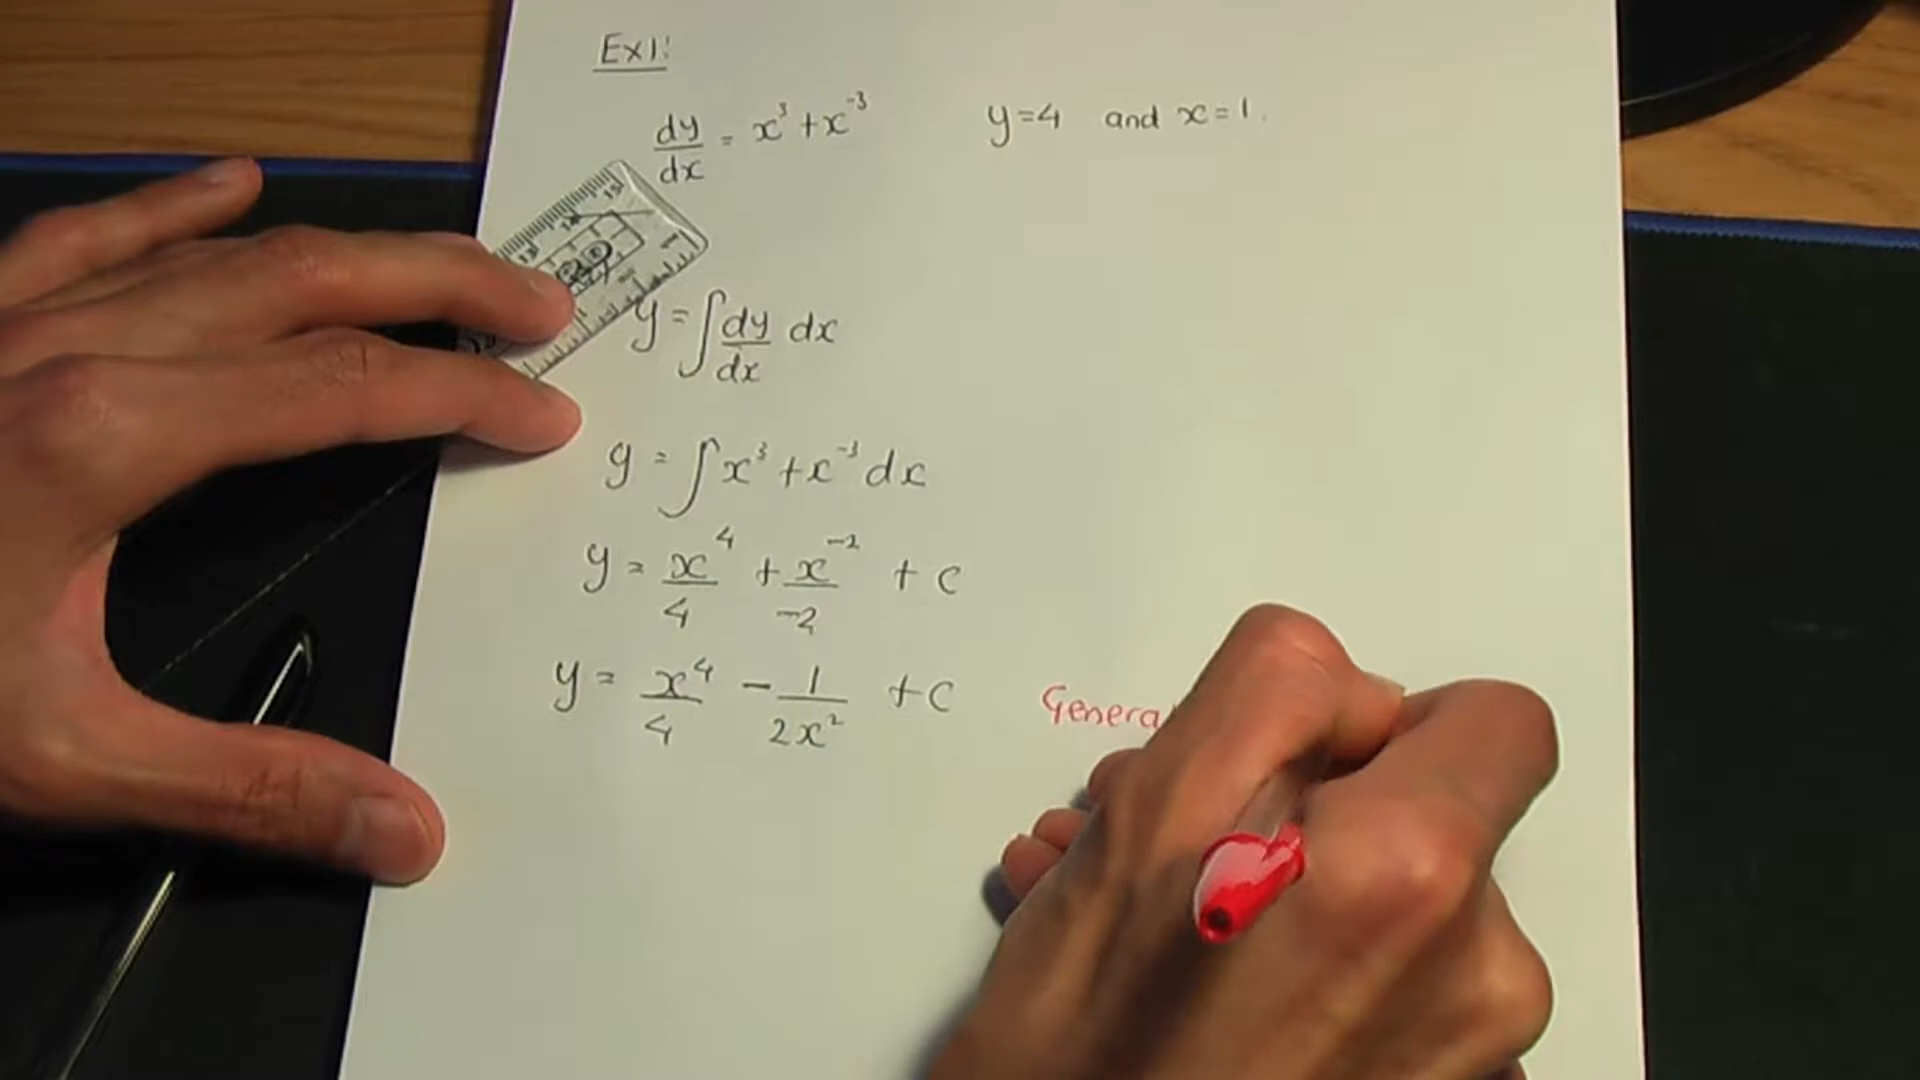 Ex1:
dy/dx = x³ + x⁻³ y=4 and x=1.
y = ∫ dy/dx dx
y = ∫ x³ + x⁻³ dx
y = x⁴/4 + x⁻²/-2 + c
y = x⁴/4 - 1/2x² + c Genera